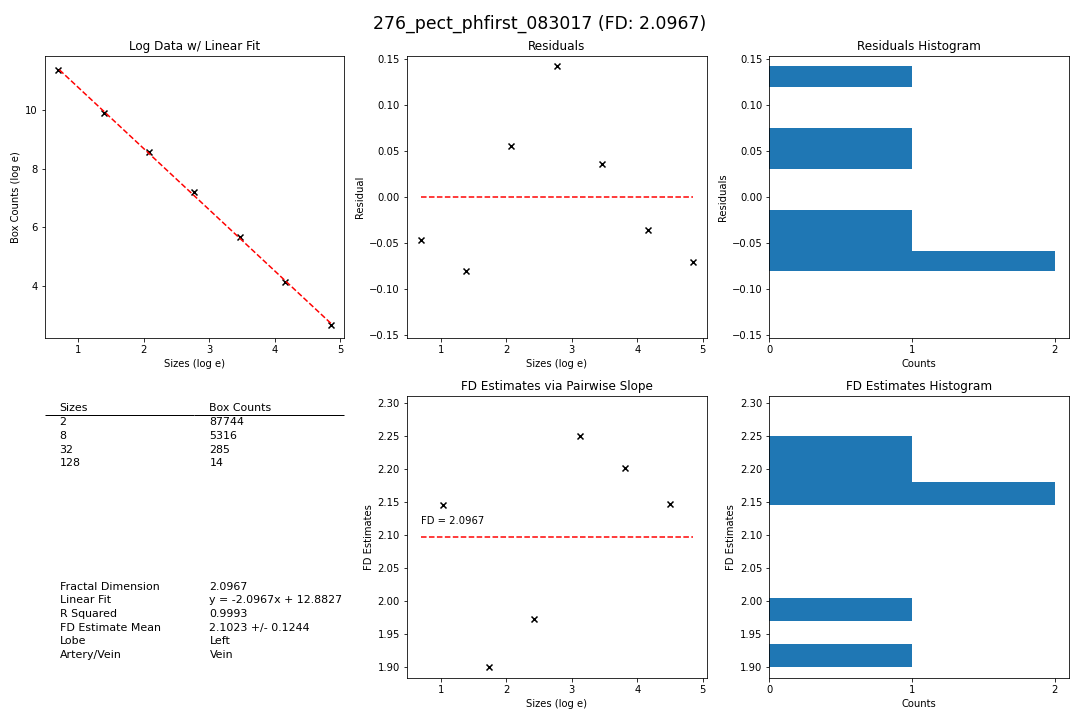 276_pect_phfirst_083017 (FD: 2.0967)
Log Data w/ Linear Fit
Box Counts (log e)
10
8
6
4
1 2 3 4 5
Sizes (log e)
Residuals
Residual
0.15
0.10
0.05
0.00
−0.05
−0.10
−0.15
1 2 3 4 5
Sizes (log e)
Residuals Histogram
Residuals
0.15
0.10
0.05
0.00
−0.05
−0.10
−0.15
0 1 2
Counts
Sizes Box Counts
2 87744
8 5316
32 285
128 14
Fractal Dimension 2.0967
Linear Fit y = -2.0967x + 12.8827
R Squared 0.9993
FD Estimate Mean 2.1023 +/- 0.1244
Lobe Left
Artery/Vein Vein
FD Estimates via Pairwise Slope
FD Estimates
2.30
2.25
2.20
2.15
2.10
2.05
2.00
1.95
1.90
FD = 2.0967
1 2 3 4 5
Sizes (log e)
FD Estimates Histogram
FD Estimates
2.30
2.25
2.20
2.15
2.10
2.05
2.00
1.95
1.90
0 1 2
Counts